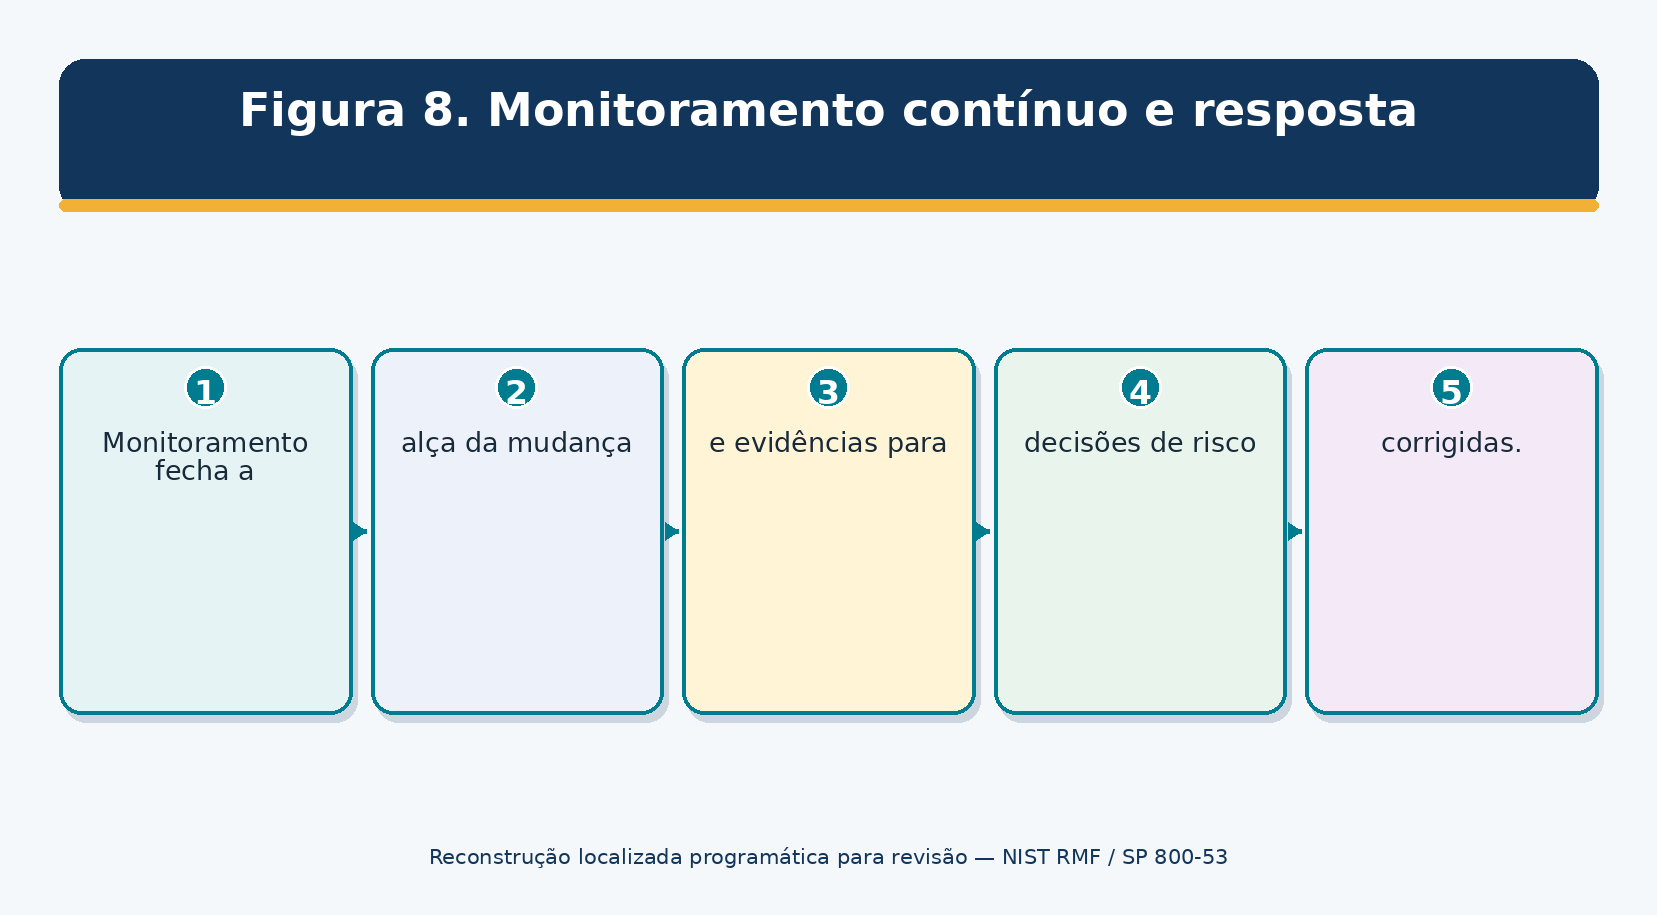 Figura 8. Monitoramento contínuo e resposta
1
Monitoramento
fecha a
2
alça da mudança
3
e evidências para
4
decisões de risco
5
corrigidas.
Reconstrução localizada programática para revisão — NIST RMF / SP 800-53